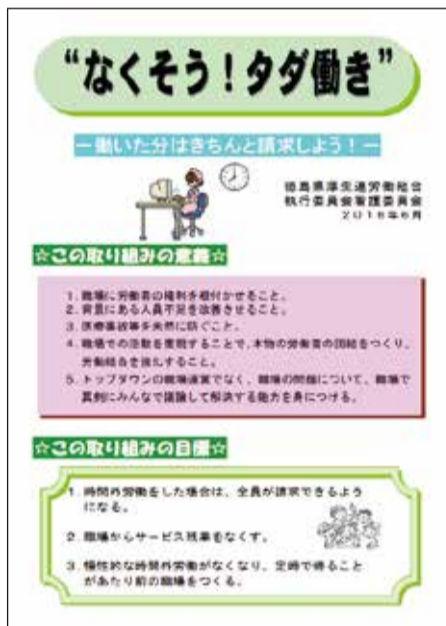 “なくそう！タダ働き”
－働いた分はきちんと請求しよう！－
徳島県厚生連労働組合
執行委員会看護委員会
2016年6月
☆この取り組みの意義☆
1．職場に労働者の権利を根付かせること。
2．背景にある人員不足を改善させること。
3．医療事故等を未然に防ぐこと。
4．職場での活動を重視することで、本物の労働者の団結をつくり、
労働組合を強化すること。
5．トップダウンの職場運営でなく、職場の問題について、職場で
真剣にみんなで議論して解決する能力を身につける。
☆この取り組みの目標☆
1．時間外労働をした場合は、全員が請求できるよう
になる。
2．職場からサービス残業をなくす。
3．慢性的な時間外労働がなくなり、定時で帰ること
があたり前の職場をつくる。